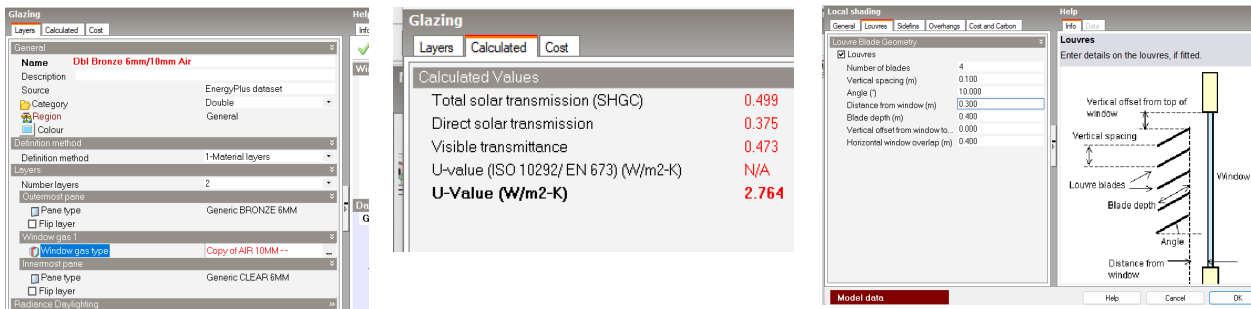 Glazing
Layers Calculated Cost
General
Name Dbl Bronze 6mm/10mm Air
Description
Source EnergyPlus dataset
Category Double
Region General
Colour
Definition method
Definition method 1-Material layers
Layers
Number layers 2
Outermost pane
Pane type Generic BRONZE 6MM
Flip layer
Window gas 1
Window gas type Copy of AIR 10MM --
Innermost pane
Pane type Generic CLEAR 6MM
Flip layer
Radiance Daylighting
Glazing
Layers Calculated Cost
Calculated Values
Total solar transmission (SHGC) 0.499
Direct solar transmission 0.375
Visible transmittance 0.473
U-value (ISO 10292/ EN 673) (W/m2-K) N/A
U-Value (W/m2-K) 2.764
Local shading
General Louvres Sidefins Overhangs Cost and Carbon
Louvre Blade Geometry
Louvres
Number of blades 4
Vertical spacing (m) 0.100
Angle (°) 10.000
Distance from window (m) 0.300
Blade depth (m) 0.400
Vertical offset from window to... 0.000
Horizontal window overlap (m) 0.400
Model data
Help
Info Data
Louvres
Enter details on the louvres, if fitted.
Vertical offset from top of
window
Vertical spacing
Window
Louvre blades
Blade depth
Angle
Distance from
window
Help Cancel OK